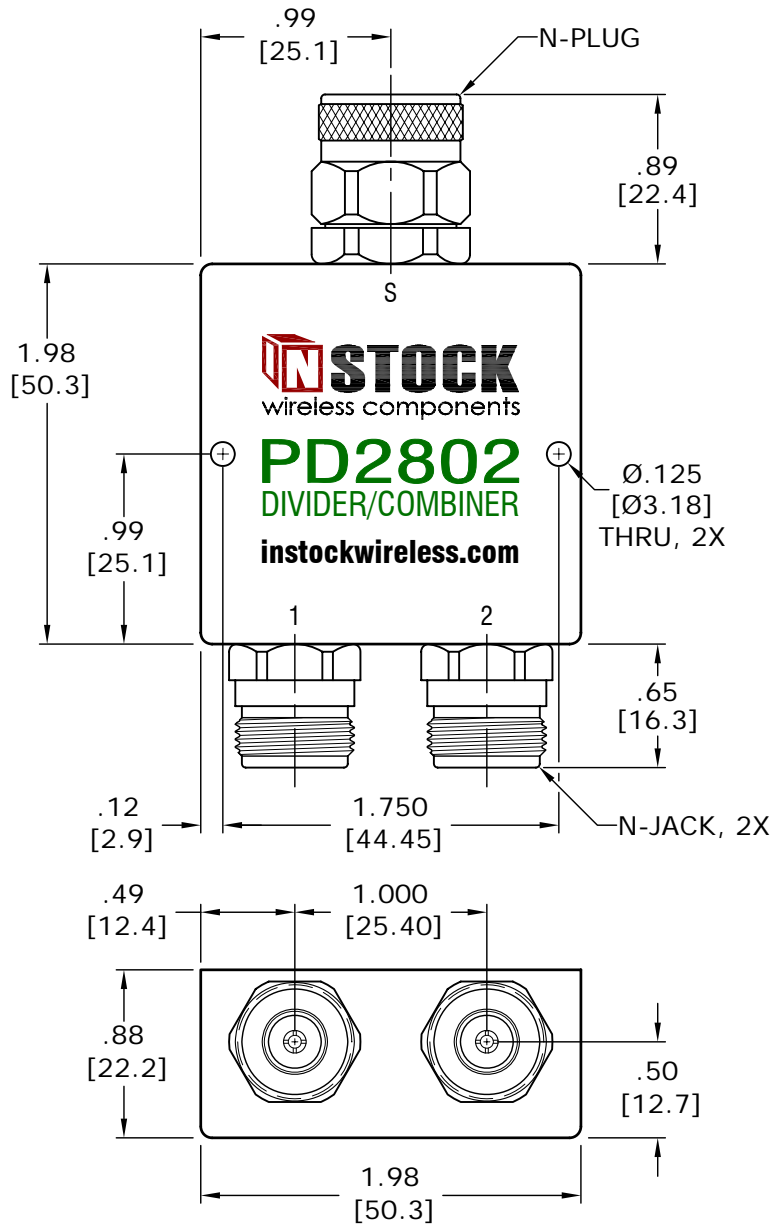 .99
[25.1]
N-PLUG
.89
[22.4]
S
1.98
[50.3]
IN STOCK
wireless components
PD2802
DIVIDER/COMBINER
instockwireless.com
Ø.125
[Ø3.18]
THRU, 2X
.99
[25.1]
1
2
.65
[16.3]
.12
[2.9]
1.750
[44.45]
N-JACK, 2X
.49
[12.4]
1.000
[25.40]
.88
[22.2]
.50
[12.7]
1.98
[50.3]